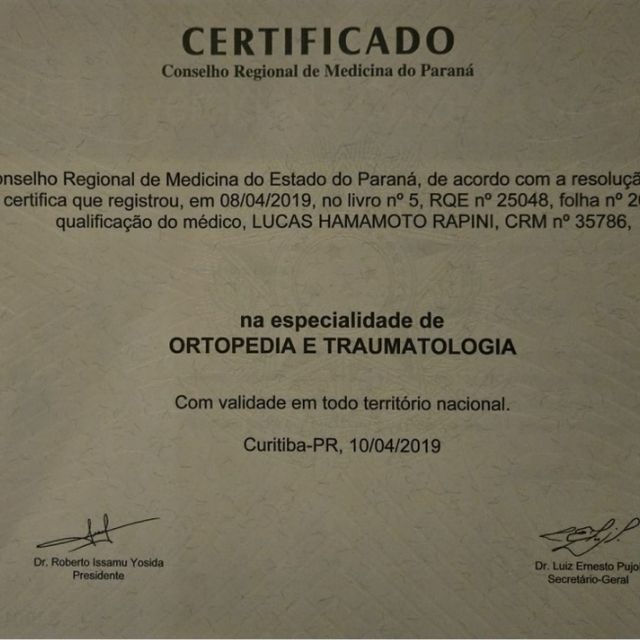 CERTIFICADO
Conselho Regional de Medicina do Paraná
onselho Regional de Medicina do Estado do Paraná, de acordo com a resolução
certifica que registrou, em 08/04/2019, no livro nº 5, RQE nº 25048, folha nº
qualificação do médico, LUCAS HAMAMOTO RAPINI, CRM nº 35786,
na especialidade de
ORTOPEDIA E TRAUMATOLOGIA
Com validade em todo território nacional.
Curitiba-PR, 10/04/2019
Dr. Roberto Issamu Yosida
Presidente
Dr. Luiz Ernesto Pujol
Secretário-Geral